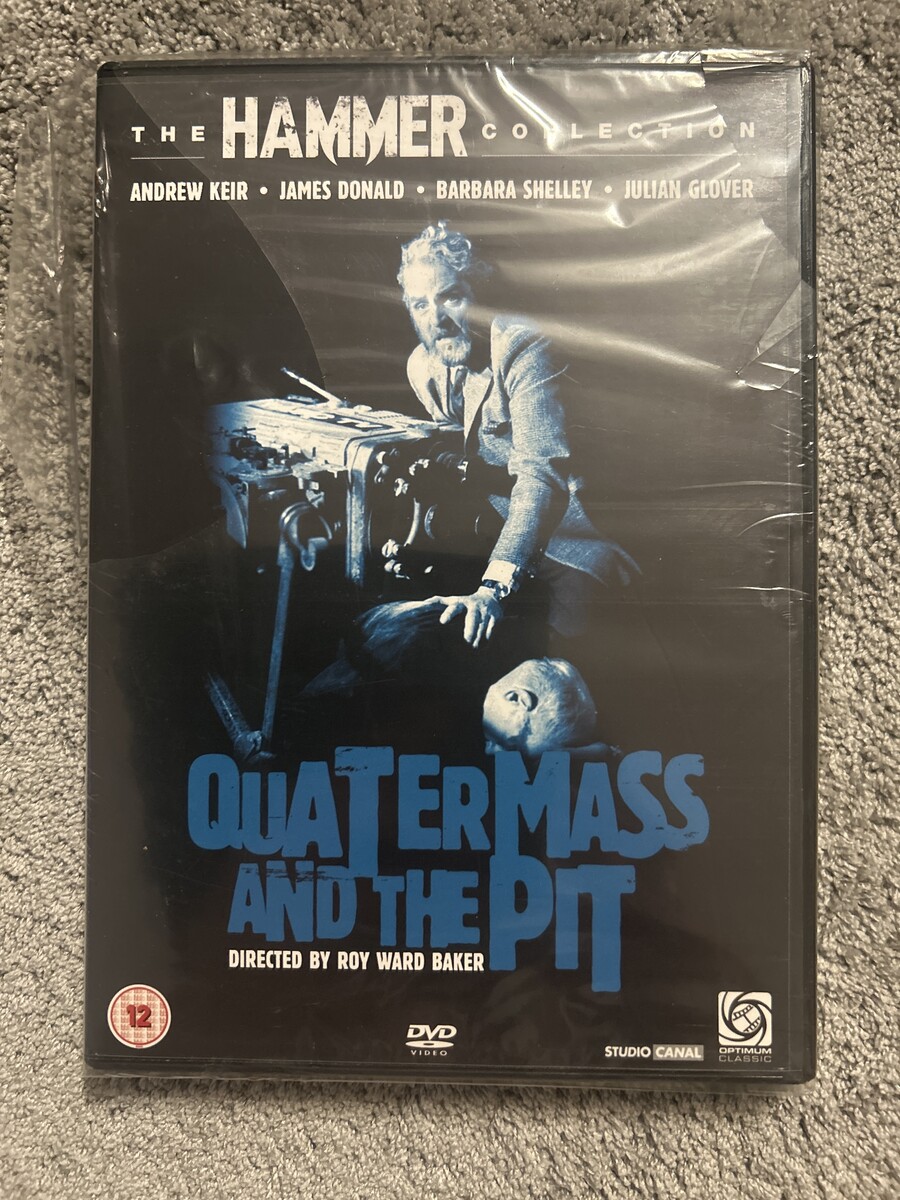 THE HAMMER COLLECTION
ANDREW KEIR • JAMES DONALD • BARBARA SHELLEY • JULIAN GLOVER
QUATERMASS
AND THE PIT
DIRECTED BY ROY WARD BAKER
12
DVD
VIDEO
STUDIO CANAL
OPTIMUM
CLASSIC